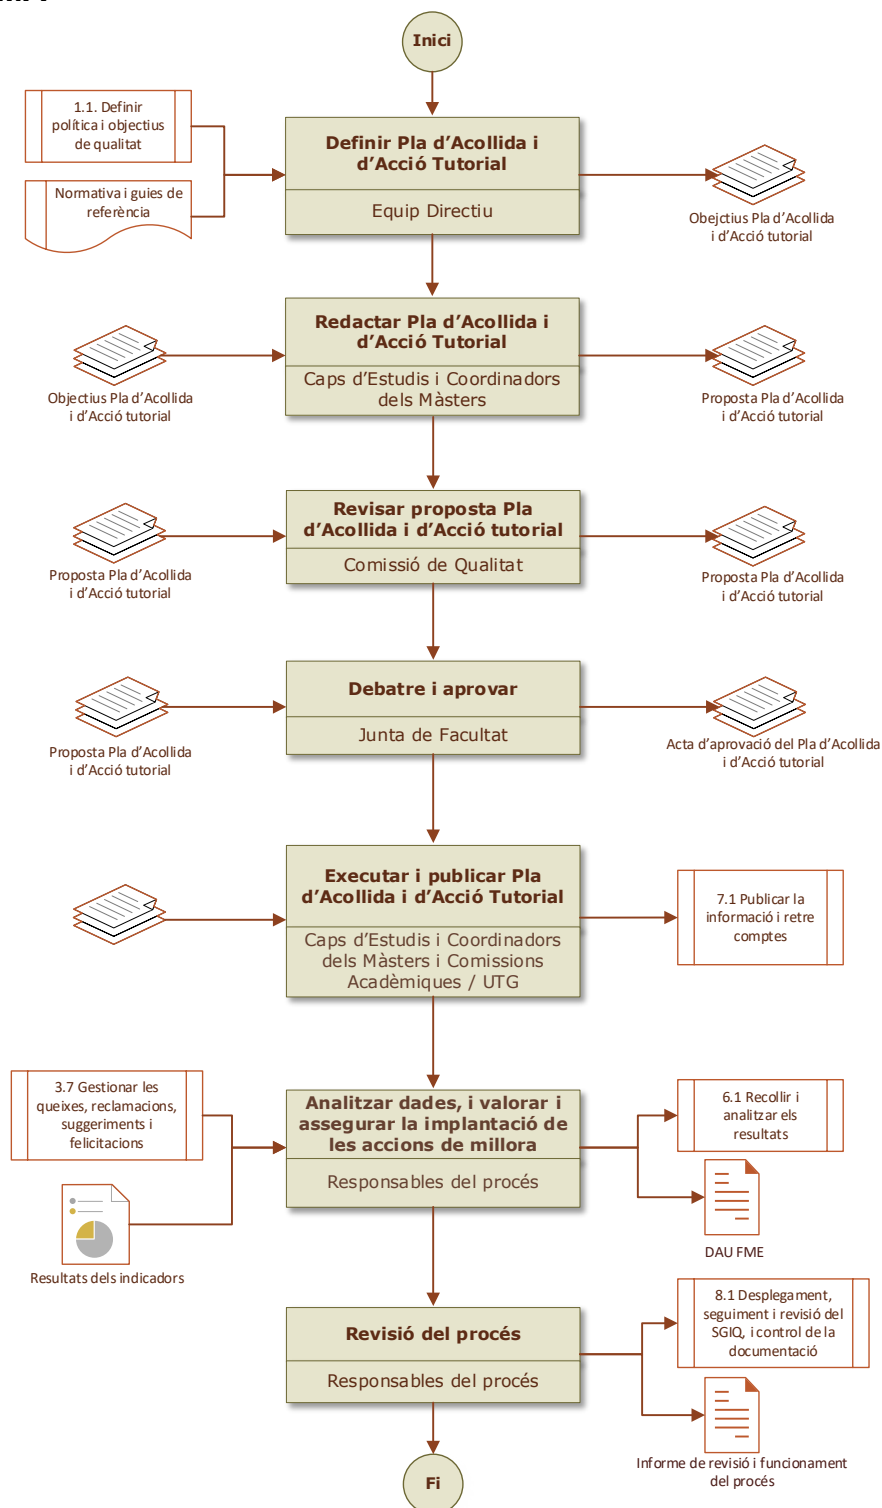 Inici
1.1. Definir
política i objectius
de qualitat
Normativa i guies de
referència
Definir Pla d’Acollida i
d’Acció Tutorial
Equip Directiu
Obejctius Pla d’Acollida
i d’Acció tutorial
Objectius Pla d’Acollida
i d’Acció tutorial
Redactar Pla d’Acollida i
d’Acció Tutorial
Caps d’Estudis i Coordinadors
dels Màsters
Proposta Pla d’Acollida
i d’Acció tutorial
Proposta Pla d’Acollida
i d’Acció tutorial
Revisar proposta Pla
d’Acollida i d’Acció tutorial
Comissió de Qualitat
Proposta Pla d’Acollida
i d’Acció tutorial
Proposta Pla d’Acollida
i d’Acció tutorial
Debatre i aprovar
Junta de Facultat
Acta d’aprovació del Pla d’Acollida
i d’Acció tutorial
Executar i publicar Pla
d’Acollida i d’Acció Tutorial
Caps d’Estudis i Coordinadors
dels Màsters i Comissions
Acadèmiques / UTG
7.1 Publicar la
informació i retre
comptes
3.7 Gestionar les
queixes, reclamacions,
suggeriments i
felicitacions
Resultats dels indicadors
Analitzar dades, i valorar i
assegurar la implantació de
les accions de millora
Responsables del procés
6.1 Recollir i
analitzar els
resultats
DAU FME
Revisió del procés
Responsables del procés
8.1 Desplegament,
seguiment i revisió del
SGIQ, i control de la
documentació
Informe de revisió i funcionament
del procés
Fi